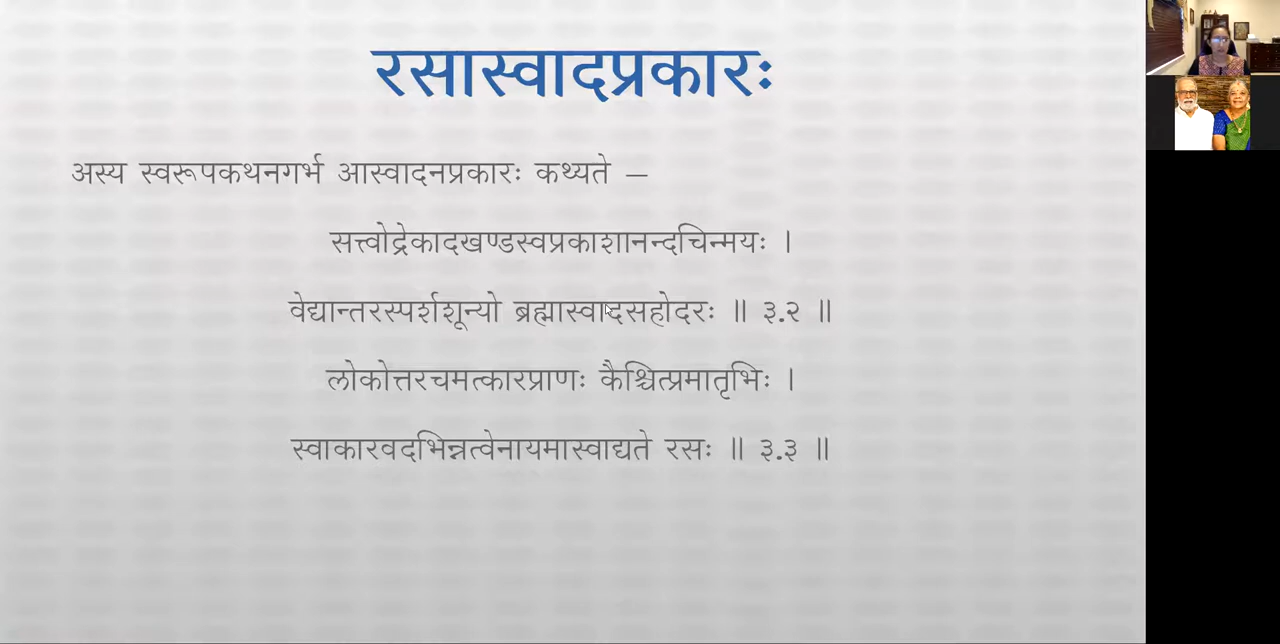 रसास्वादप्रकारः
अस्य स्वरूपकथनगर्भ आस्वादनप्रकारः कथ्यते –
सत्त्वोद्रेकादखण्डस्वप्रकाशानन्दचिन्मयः ।
वेद्यान्तरस्पर्शशून्यो ब्रह्मास्वादसहोदरः ॥ ३.२ ॥
लोकोत्तरचमत्कारप्राणः कैश्चित्प्रमातृभिः ।
स्वाकारवदभिन्नत्वेनायमास्वाद्यते रसः ॥ ३.३ ॥